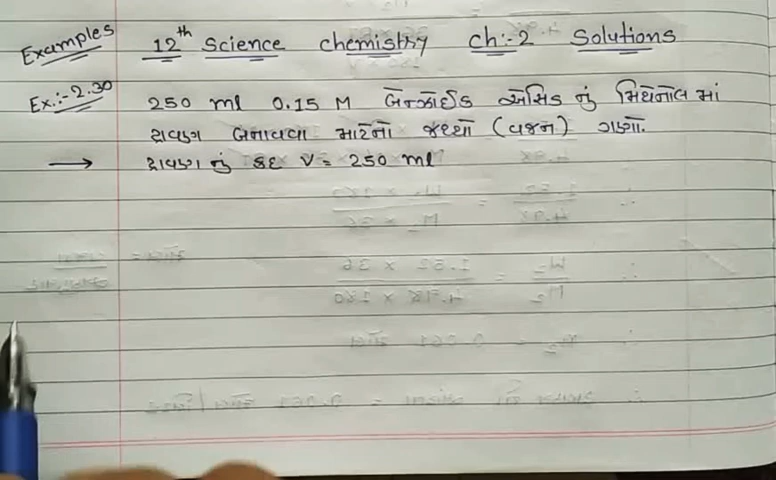 Examples 12th Science chemistry Ch:-2 Solutions
Ex.:-2.30 250 ml 0.15 M બેન્ઝોઈક એસિડ નું મિથેનોલ માં
દ્રાવણ બનાવવા માટેનો જથ્થો (વજન) ગણો.
→ દ્રાવણ નું કદ V = 250 ml